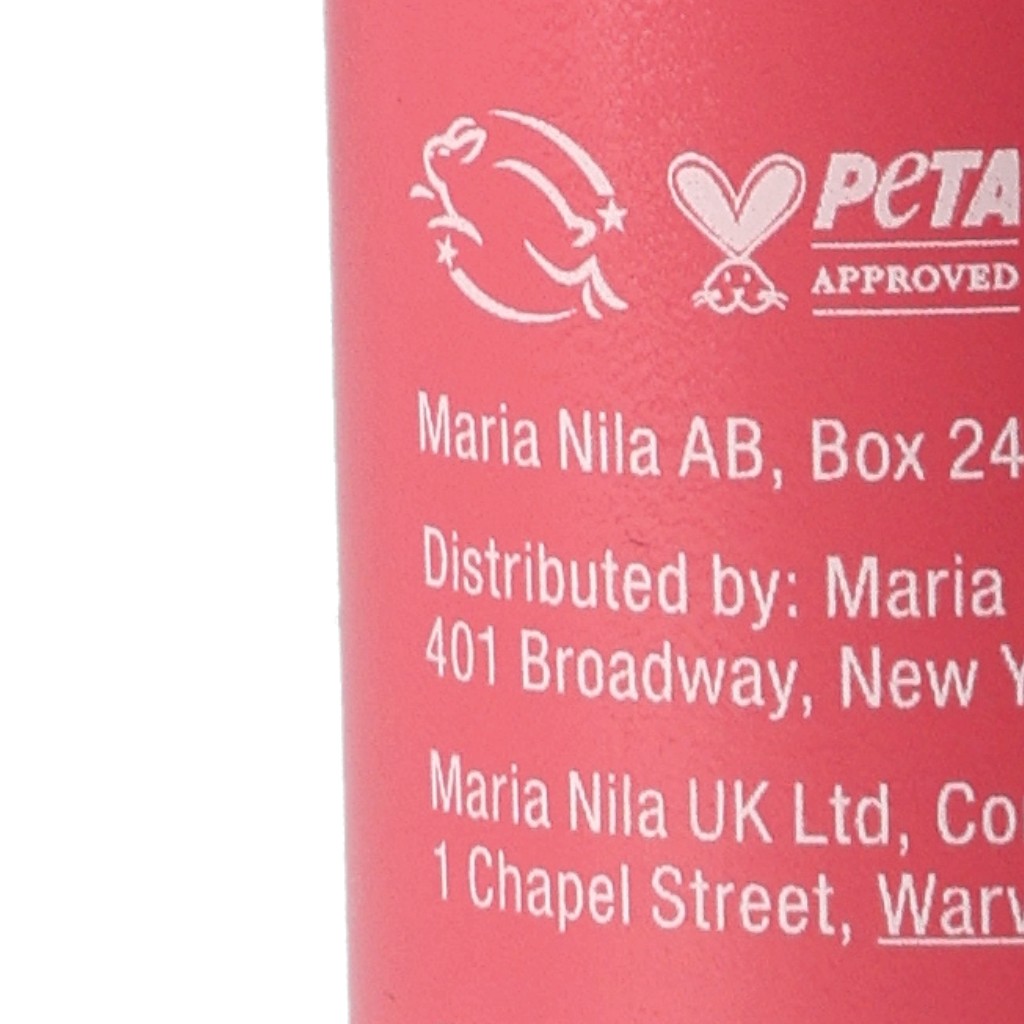 PETA
APPROVED
Maria Nila AB, Box 24
Distributed by: Maria
401 Broadway, New
Maria Nila UK Ltd, Co
1 Chapel Street,